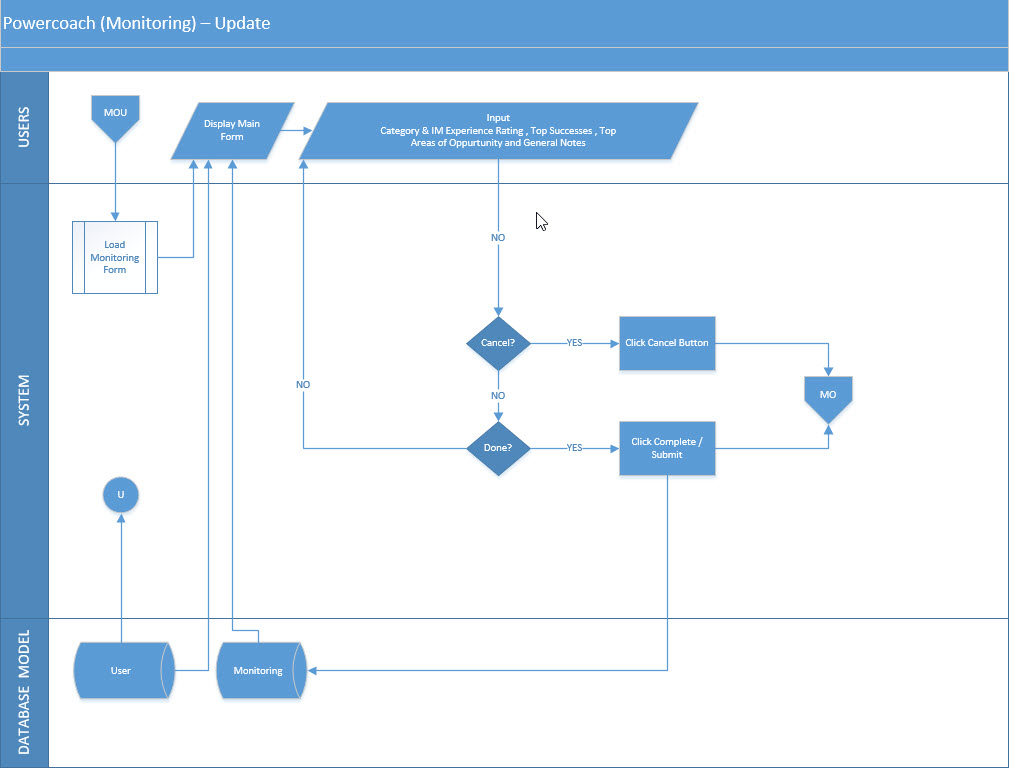 Powercoach (Monitoring) – Update
USERS
MOU
Display Main
Form
Input
Category & IM Experience Rating , Top Successes , Top
Areas of Oppurtunity and General Notes
SYSTEM
Load
Monitoring
Form
NO
Cancel?
YES
Click Cancel Button
NO
NO
MO
Done?
YES
Click Complete /
Submit
U
DATABASE MODEL
User
Monitoring